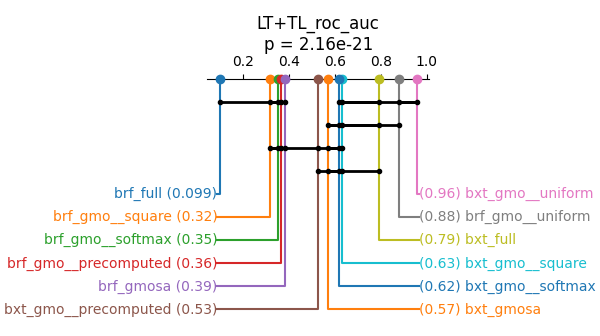 LT+TL_roc_auc
p = 2.16e-21
0.2 0.4 0.6 0.8 1.0
brf_full (0.099) (0.96) bxt_gmo__uniform
brf_gmo__square (0.32) (0.88) brf_gmo__uniform
brf_gmo__softmax (0.35) (0.79) bxt_full
brf_gmo__precomputed (0.36) (0.63) bxt_gmo__square
brf_gmosa (0.39) (0.62) bxt_gmo__softmax
bxt_gmo__precomputed (0.53) (0.57) bxt_gmosa